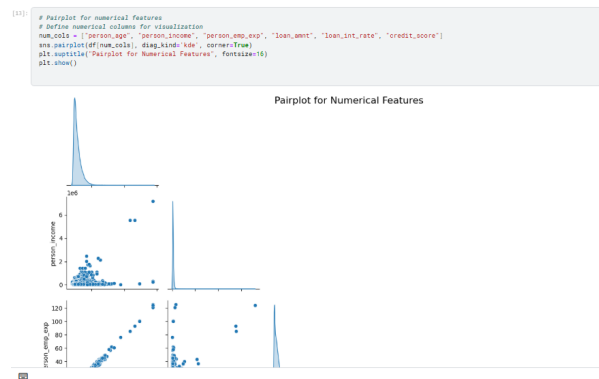 [13]:
# Pairplot for numerical features
# Define numerical columns for visualization
num_cols = ["person_age", "person_income", "person_emp_exp", "loan_amnt", "loan_int_rate", "credit_score"]
sns.pairplot(df[num_cols], diag_kind='kde', corner=True)
plt.suptitle("Pairplot for Numerical Features", fontsize=16)
plt.show()
Pairplot for Numerical Features
1e6
6
4
2
0
person_income
120
100
80
60
40
erson_emp_exp